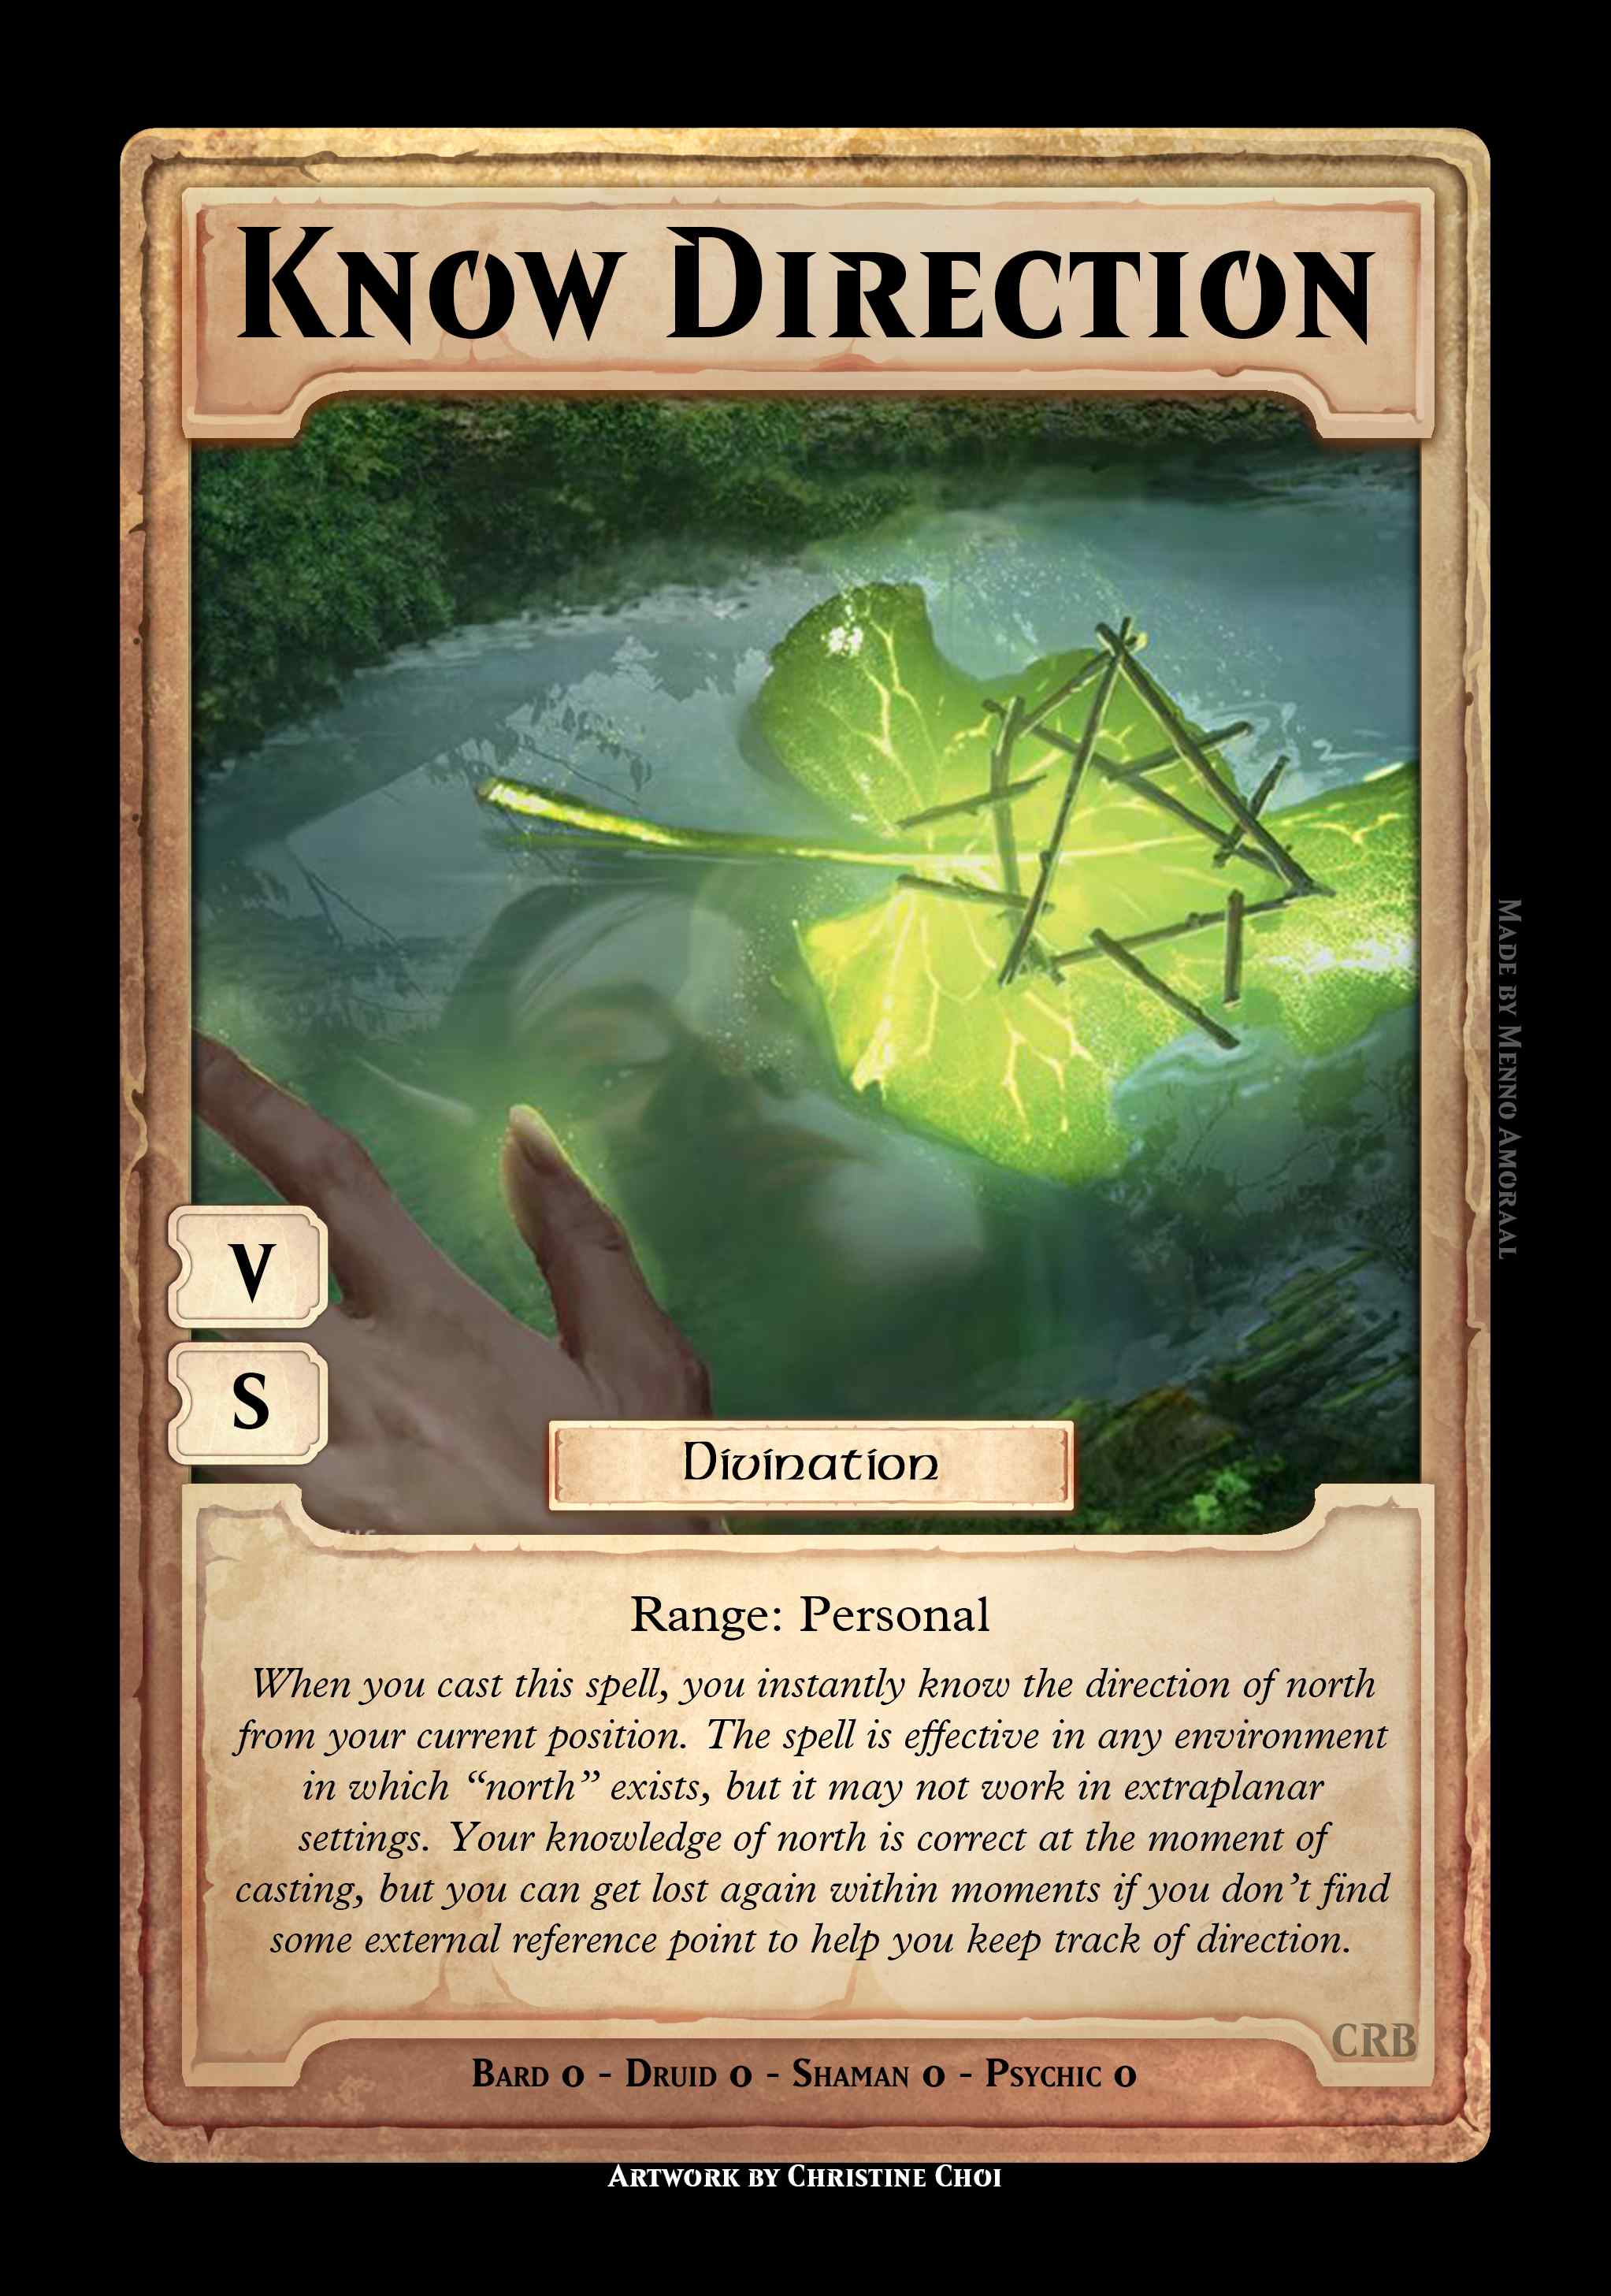 Know Direction
V
S
Divination
Range: Personal
When you cast this spell, you instantly know the direction of north
from your current position. The spell is effective in any environment
in which “north” exists, but it may not work in extraplanar
settings. Your knowledge of north is correct at the moment of
casting, but you can get lost again within moments if you don’t find
some external reference point to help you keep track of direction.
CRB
Bard 0 - Druid 0 - Shaman 0 - Psychic 0
Artwork by Christine Choi
Made by Menno Amoraal